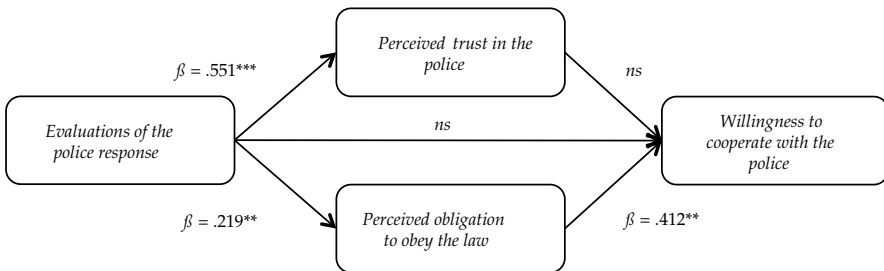 Perceived trust in the
police
ß = .551***
ns
Evaluations of the
police response
ns
Willingness to
cooperate with the
police
ß = .219**
Perceived obligation
to obey the law
ß = .412**